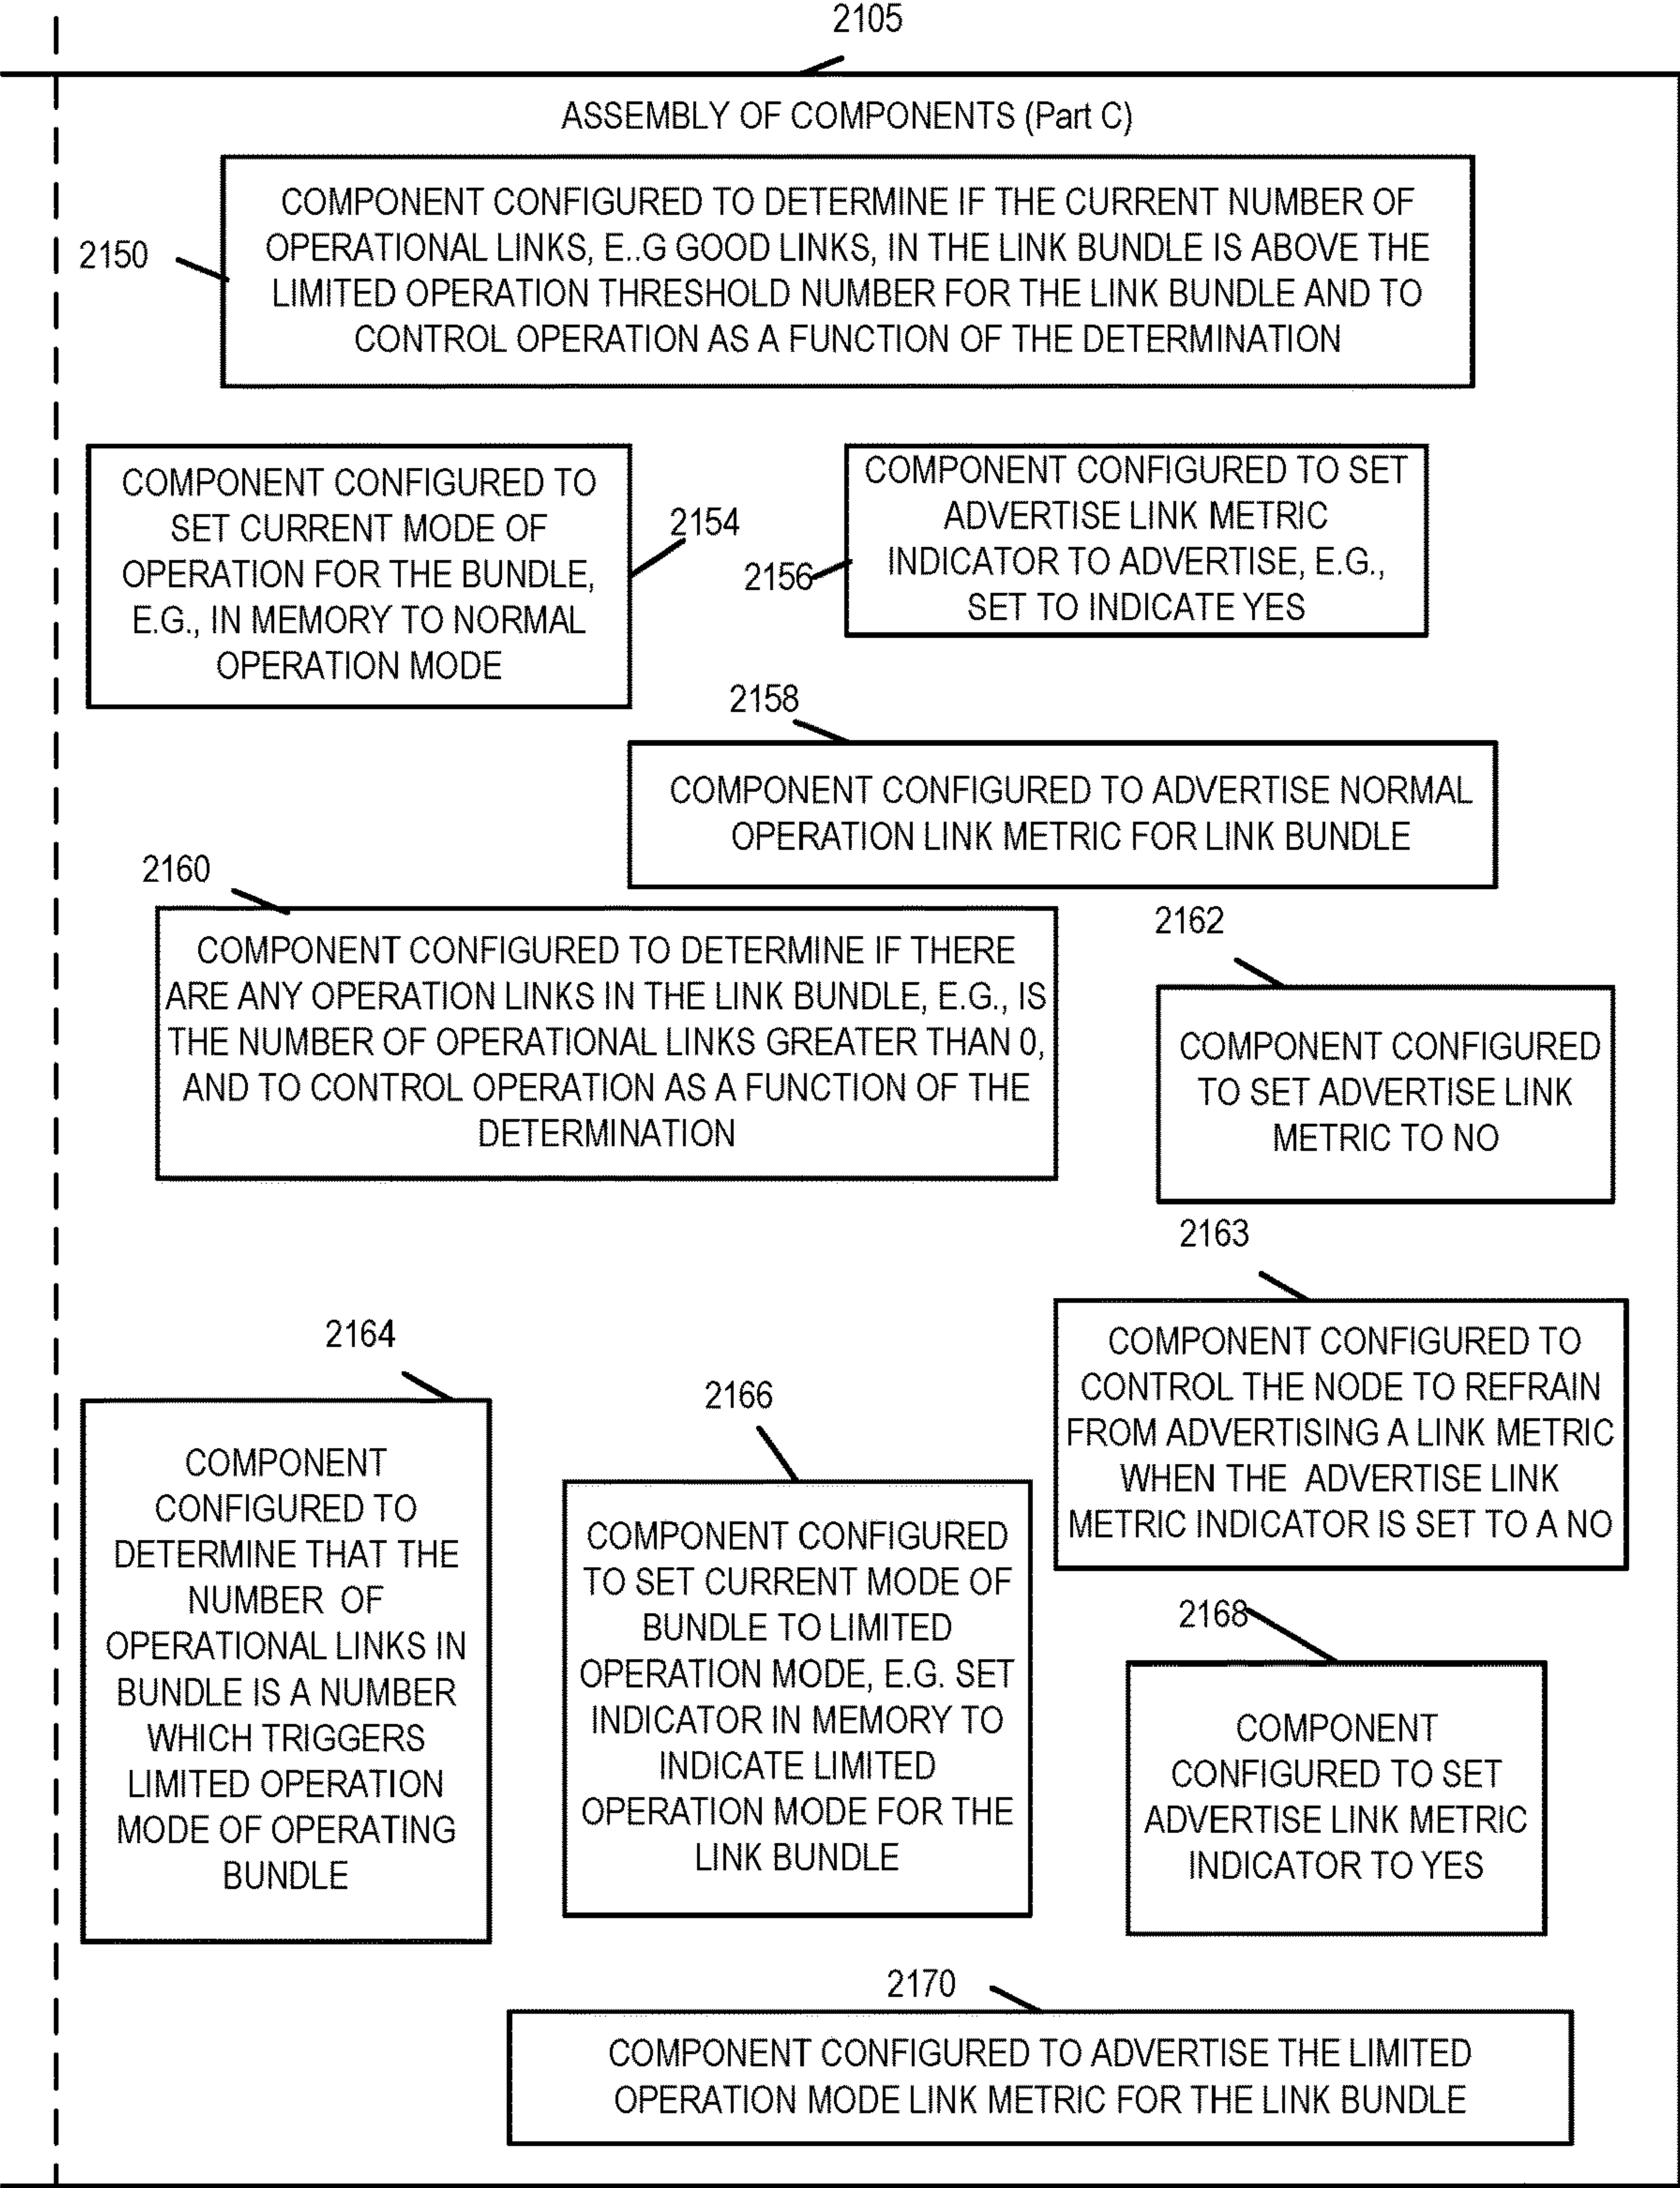 2105
ASSEMBLY OF COMPONENTS (Part C)
2150
COMPONENT CONFIGURED TO DETERMINE IF THE CURRENT NUMBER OF
OPERATIONAL LINKS, E..G GOOD LINKS, IN THE LINK BUNDLE IS ABOVE THE
LIMITED OPERATION THRESHOLD NUMBER FOR THE LINK BUNDLE AND TO
CONTROL OPERATION AS A FUNCTION OF THE DETERMINATION
COMPONENT CONFIGURED TO
SET CURRENT MODE OF
OPERATION FOR THE BUNDLE,
E.G., IN MEMORY TO NORMAL
OPERATION MODE
2154
2156
COMPONENT CONFIGURED TO SET
ADVERTISE LINK METRIC
INDICATOR TO ADVERTISE, E.G.,
SET TO INDICATE YES
2158
COMPONENT CONFIGURED TO ADVERTISE NORMAL
OPERATION LINK METRIC FOR LINK BUNDLE
2160
COMPONENT CONFIGURED TO DETERMINE IF THERE
ARE ANY OPERATION LINKS IN THE LINK BUNDLE, E.G., IS
THE NUMBER OF OPERATIONAL LINKS GREATER THAN 0,
AND TO CONTROL OPERATION AS A FUNCTION OF THE
DETERMINATION
2162
COMPONENT CONFIGURED
TO SET ADVERTISE LINK
METRIC TO NO
2163
COMPONENT CONFIGURED TO
CONTROL THE NODE TO REFRAIN
FROM ADVERTISING A LINK METRIC
WHEN THE ADVERTISE LINK
METRIC INDICATOR IS SET TO A NO
2164
COMPONENT
CONFIGURED TO
DETERMINE THAT THE
NUMBER OF
OPERATIONAL LINKS IN
BUNDLE IS A NUMBER
WHICH TRIGGERS
LIMITED OPERATION
MODE OF OPERATING
BUNDLE
2166
COMPONENT CONFIGURED
TO SET CURRENT MODE OF
BUNDLE TO LIMITED
OPERATION MODE, E.G. SET
INDICATOR IN MEMORY TO
INDICATE LIMITED
OPERATION MODE FOR THE
LINK BUNDLE
2168
COMPONENT
CONFIGURED TO SET
ADVERTISE LINK METRIC
INDICATOR TO YES
2170
COMPONENT CONFIGURED TO ADVERTISE THE LIMITED
OPERATION MODE LINK METRIC FOR THE LINK BUNDLE